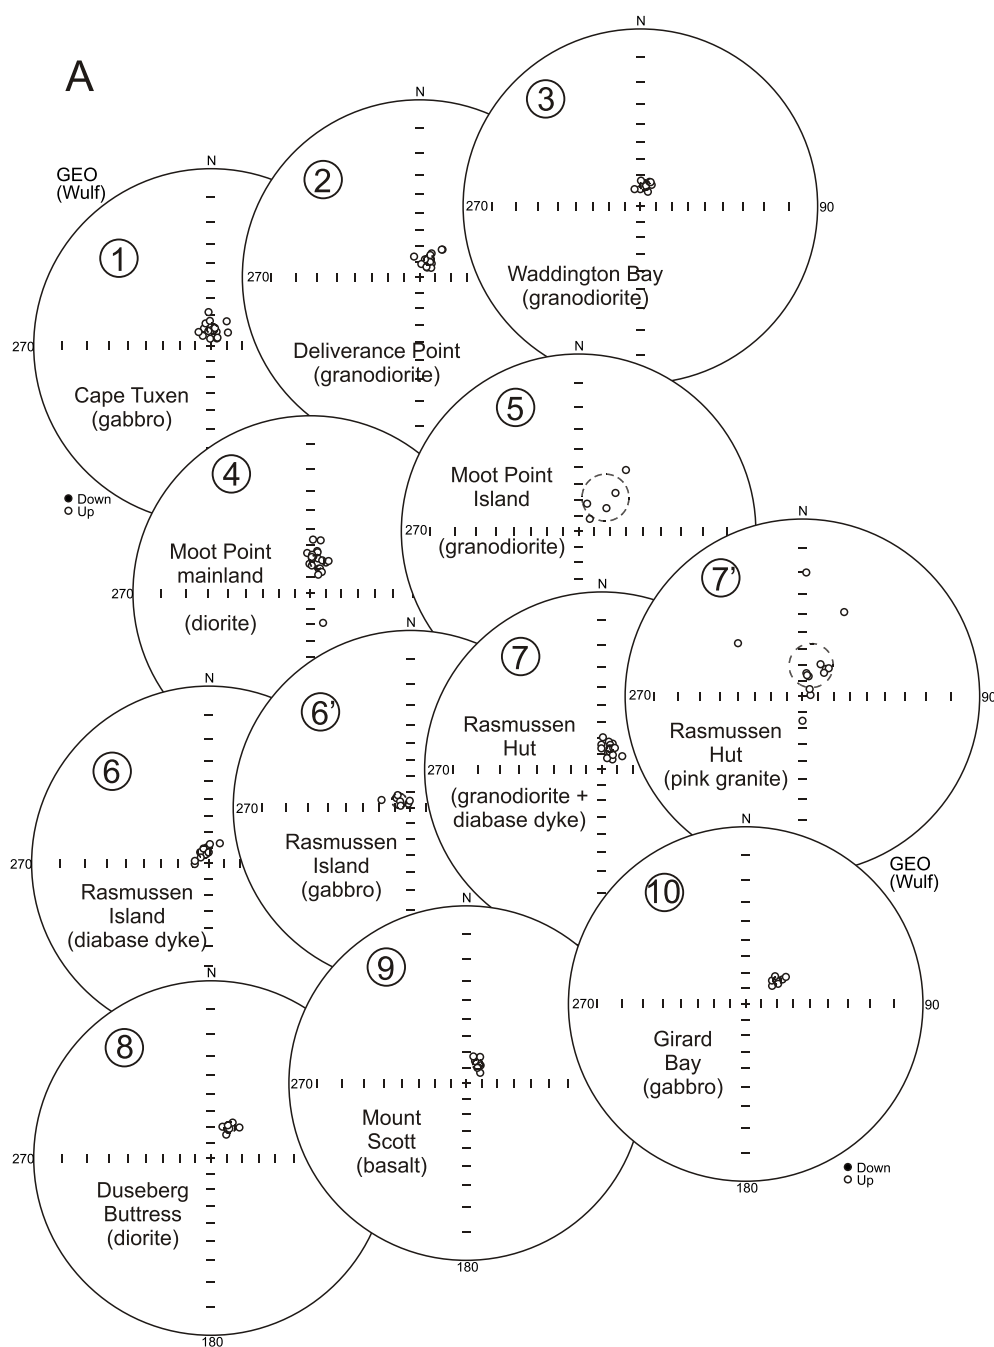 A
N
3
N
2
N
GEO
(Wulf)
1
270
90
Waddington Bay
(granodiorite)
270
270
Deliverance Point
(granodiorite)
N
Cape Tuxen
(gabbro)
5
4
Moot Point
Island
Down
Up
N
270
(granodiorite)
Moot Point
mainland
7’
N
270
(diorite)
N
7
N
6’
270
90
Rasmussen
Hut
(pink granite)
Rasmussen
Hut
6
270
(granodiorite +
diabase dyke)
270
N
Rasmussen
Island
(gabbro)
270
GEO
(Wulf)
Rasmussen
Island
(diabase dyke)
10
N
9
N
270
90
8
Girard
Bay
(gabbro)
270
Mount
Scott
(basalt)
270
Down
Up
180
Duseberg
Buttress
(diorite)
180
180